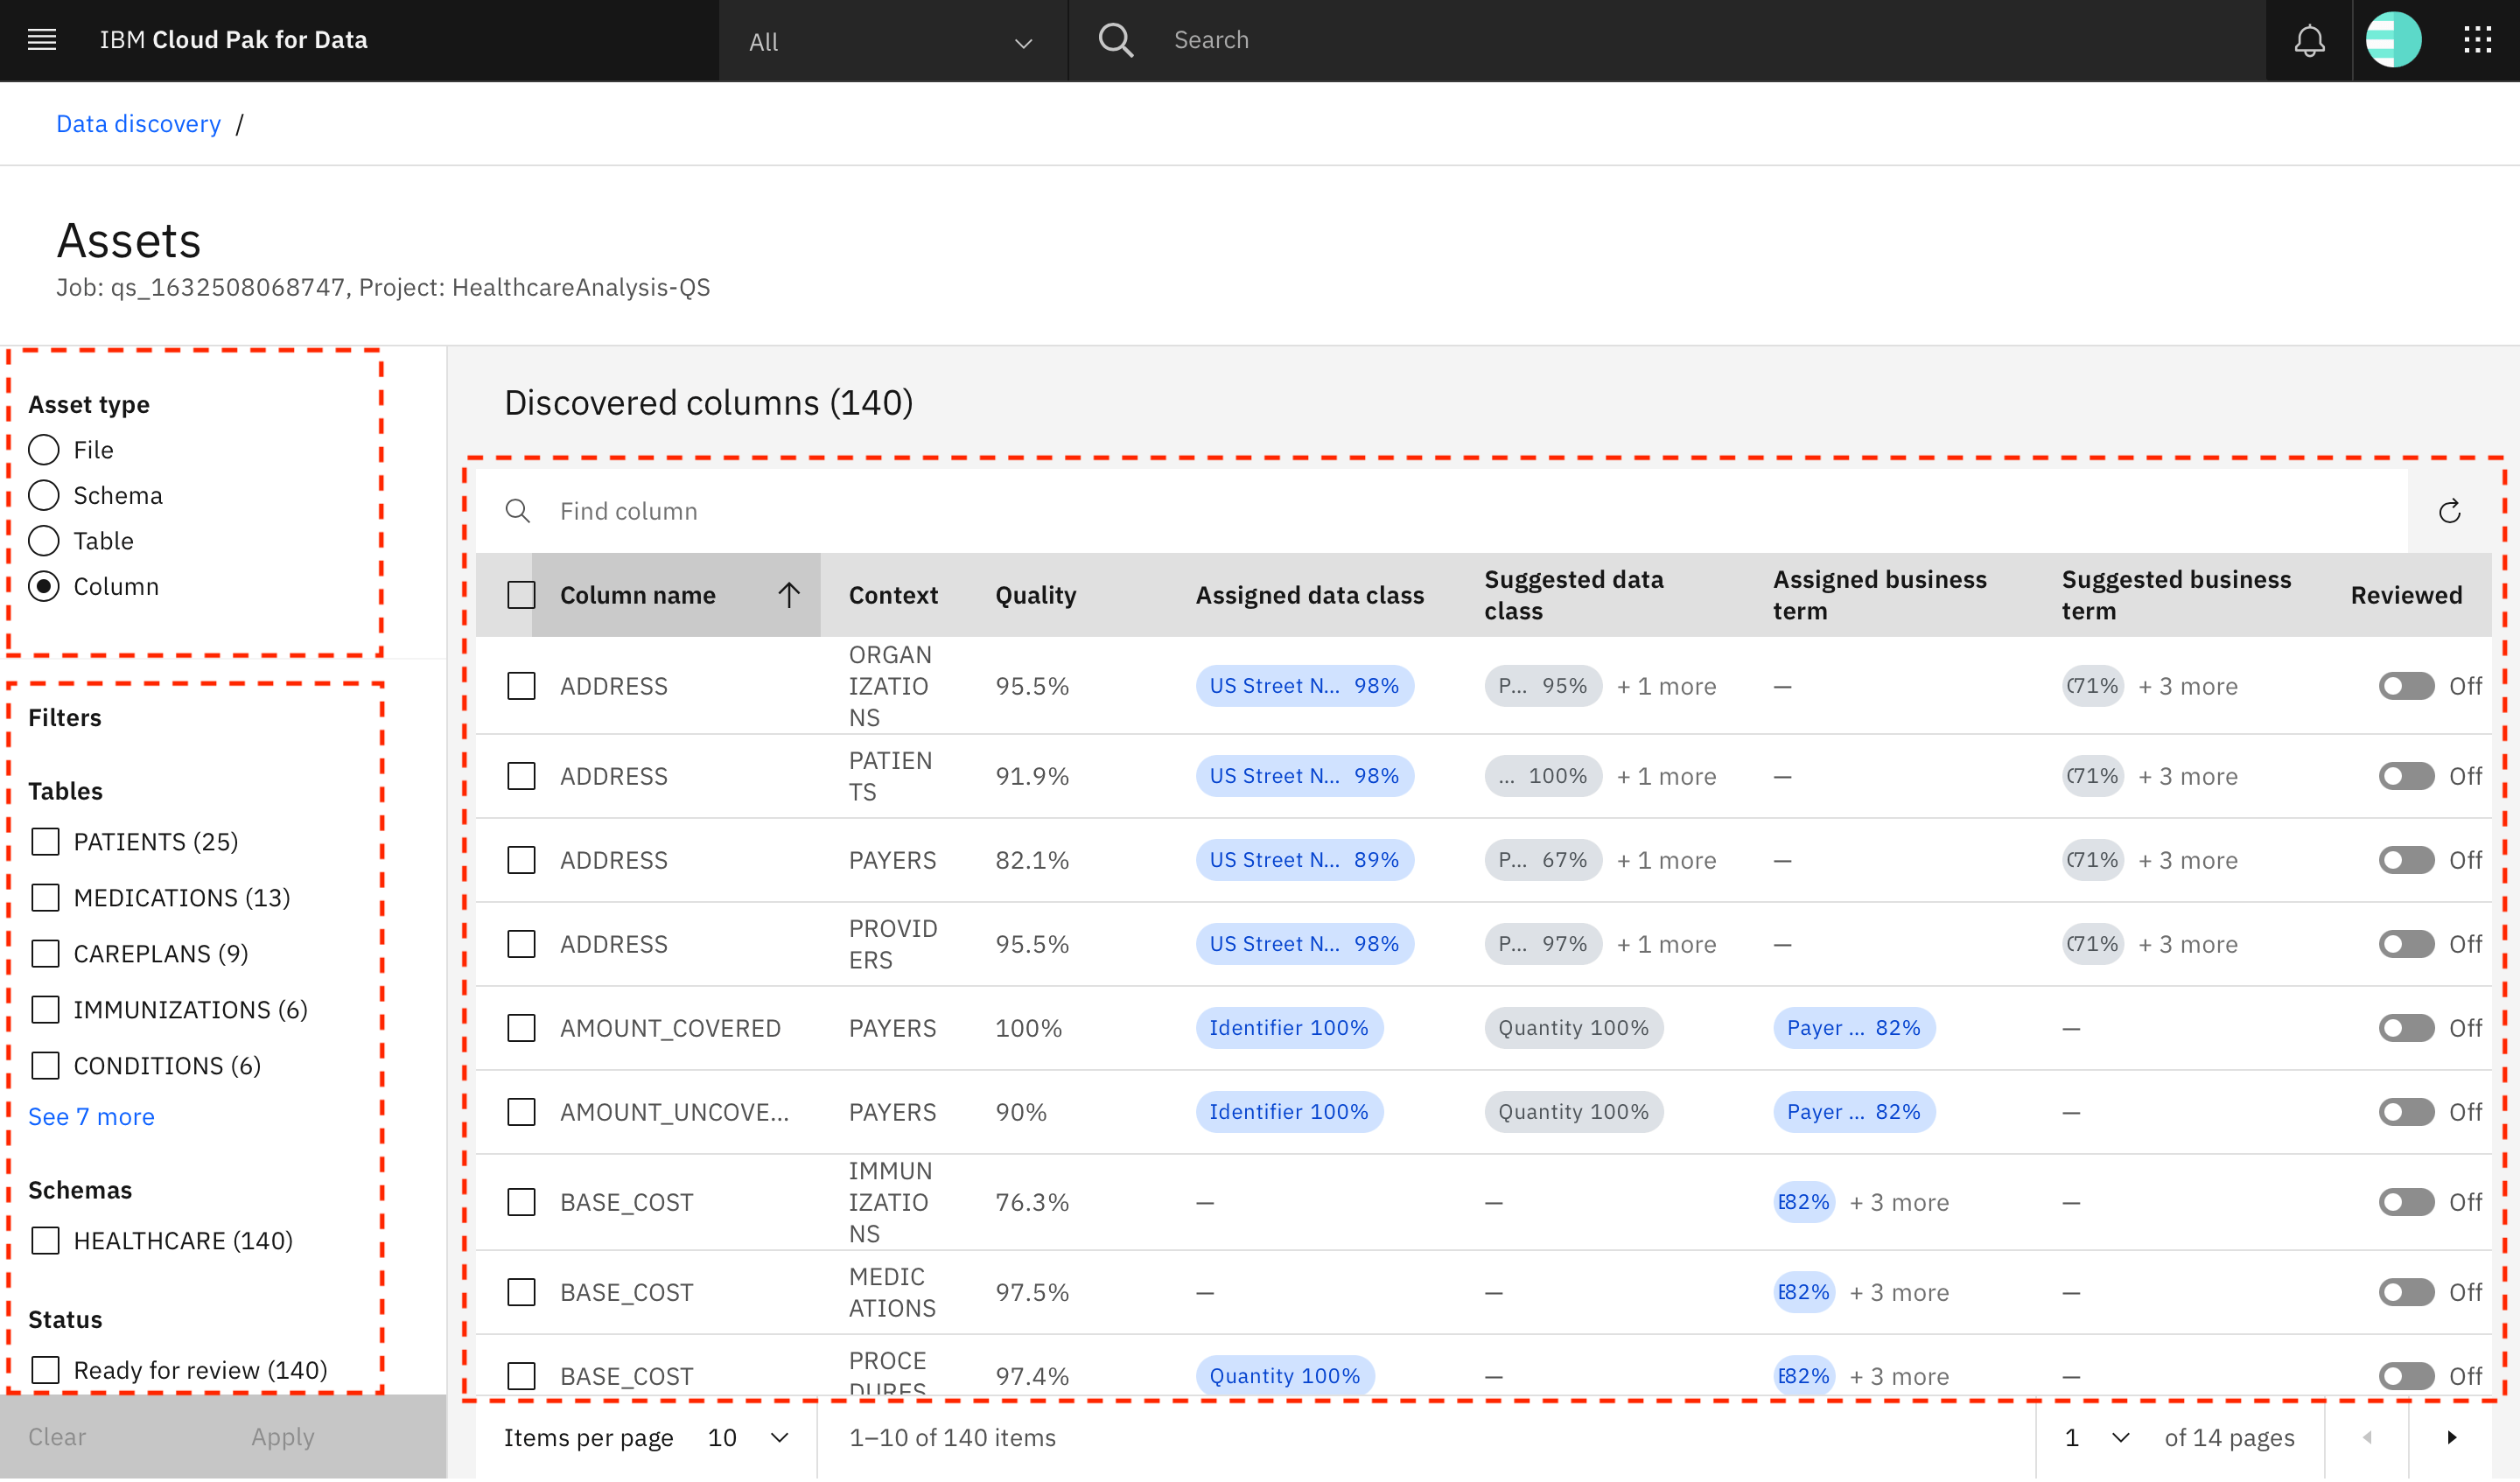 IBM Cloud Pak for Data
All
Search
Data discovery /
Assets
Job: qs_1632508068747, Project: HealthcareAnalysis-QS
Asset type
File
Schema
Table
Column
Filters
Tables
PATIENTS (25)
MEDICATIONS (13)
CAREPLANS (9)
IMMUNIZATIONS (6)
CONDITIONS (6)
See 7 more
Schemas
HEALTHCARE (140)
Status
Ready for review (140)
Clear Apply
Discovered columns (140)
Find column
Column name Context Quality Assigned data class Suggested data class Assigned business term Suggested business term Reviewed
ADDRESS ORGANIZATIONS 95.5% US Street N... 98% P... 95% + 1 more — 71% + 3 more Off
ADDRESS PATIENTS 91.9% US Street N... 98% ... 100% + 1 more — 71% + 3 more Off
ADDRESS PAYERS 82.1% US Street N... 89% P... 67% + 1 more — 71% + 3 more Off
ADDRESS PROVIDERS 95.5% US Street N... 98% P... 97% + 1 more — 71% + 3 more Off
AMOUNT_COVERED PAYERS 100% Identifier 100% Quantity 100% Payer ... 82% — Off
AMOUNT_UNCOVE... PAYERS 90% Identifier 100% Quantity 100% Payer ... 82% — Off
BASE_COST IMMUNIZATIONS 76.3% — — 82% + 3 more — Off
BASE_COST MEDICATIONS 97.5% — — 82% + 3 more — Off
BASE_COST PROCEDURES 97.4% Quantity 100% — 82% + 3 more — Off
Items per page 10 1–10 of 140 items 1 of 14 pages